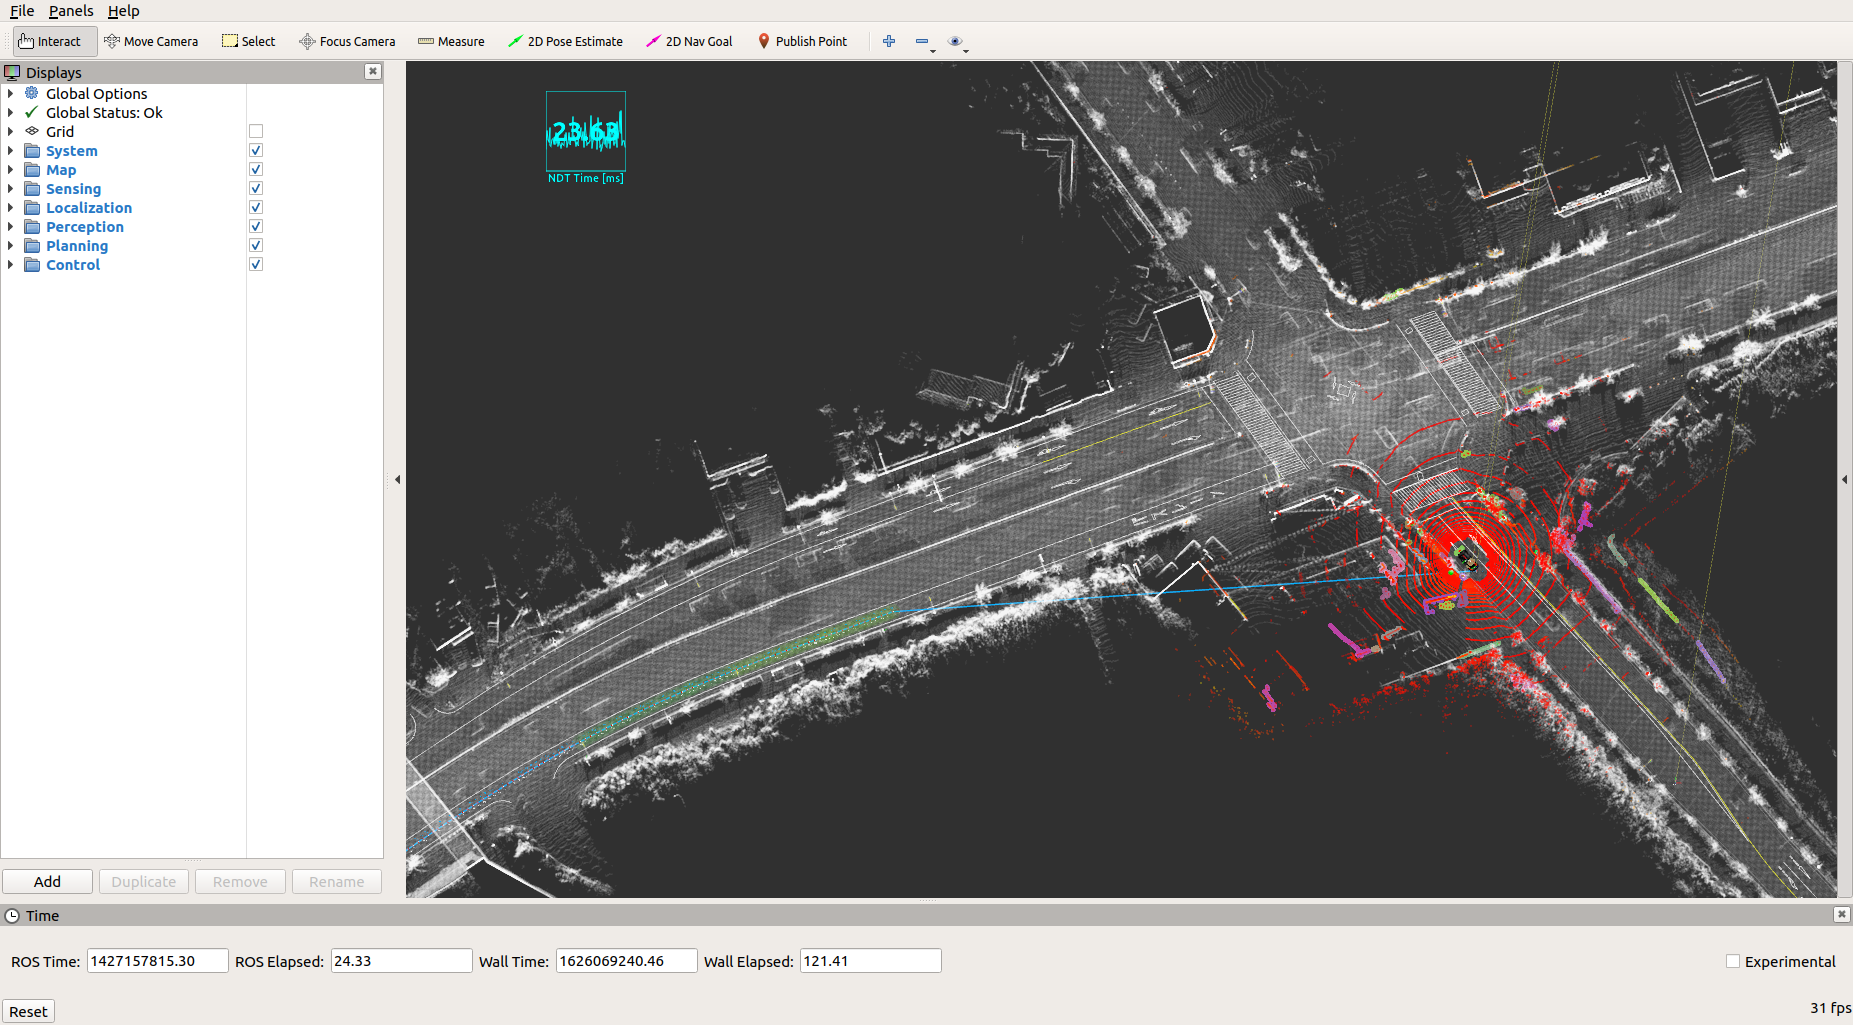 File Panels Help
Interact Move Camera Select Focus Camera Measure 2D Pose Estimate 2D Nav Goal Publish Point
Displays
Global Options
Global Status: Ok
Grid
System
Map
Sensing
Localization
Perception
Planning
Control
23.63
NDT Time [ms]
Add Duplicate Remove Rename
Time
ROS Time: 1427157815.30 ROS Elapsed: 24.33 Wall Time: 1626069240.46 Wall Elapsed: 121.41 Experimental
Reset 31 fps